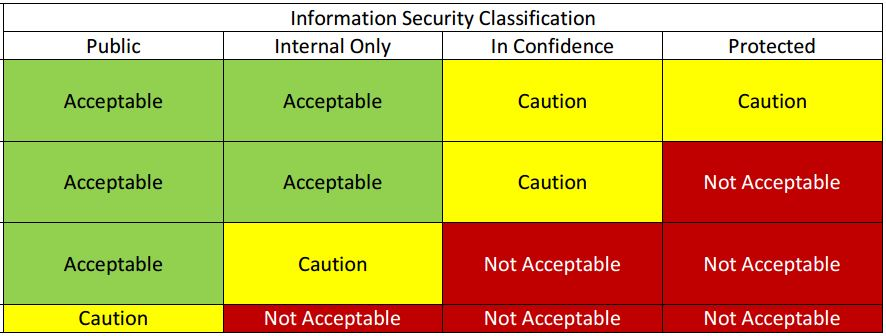 Information Security Classification
Public Internal Only In Confidence Protected
Acceptable Acceptable Caution Caution
Acceptable Acceptable Caution Not Acceptable
Acceptable Caution Not Acceptable Not Acceptable
Caution Not Acceptable Not Acceptable Not Acceptable